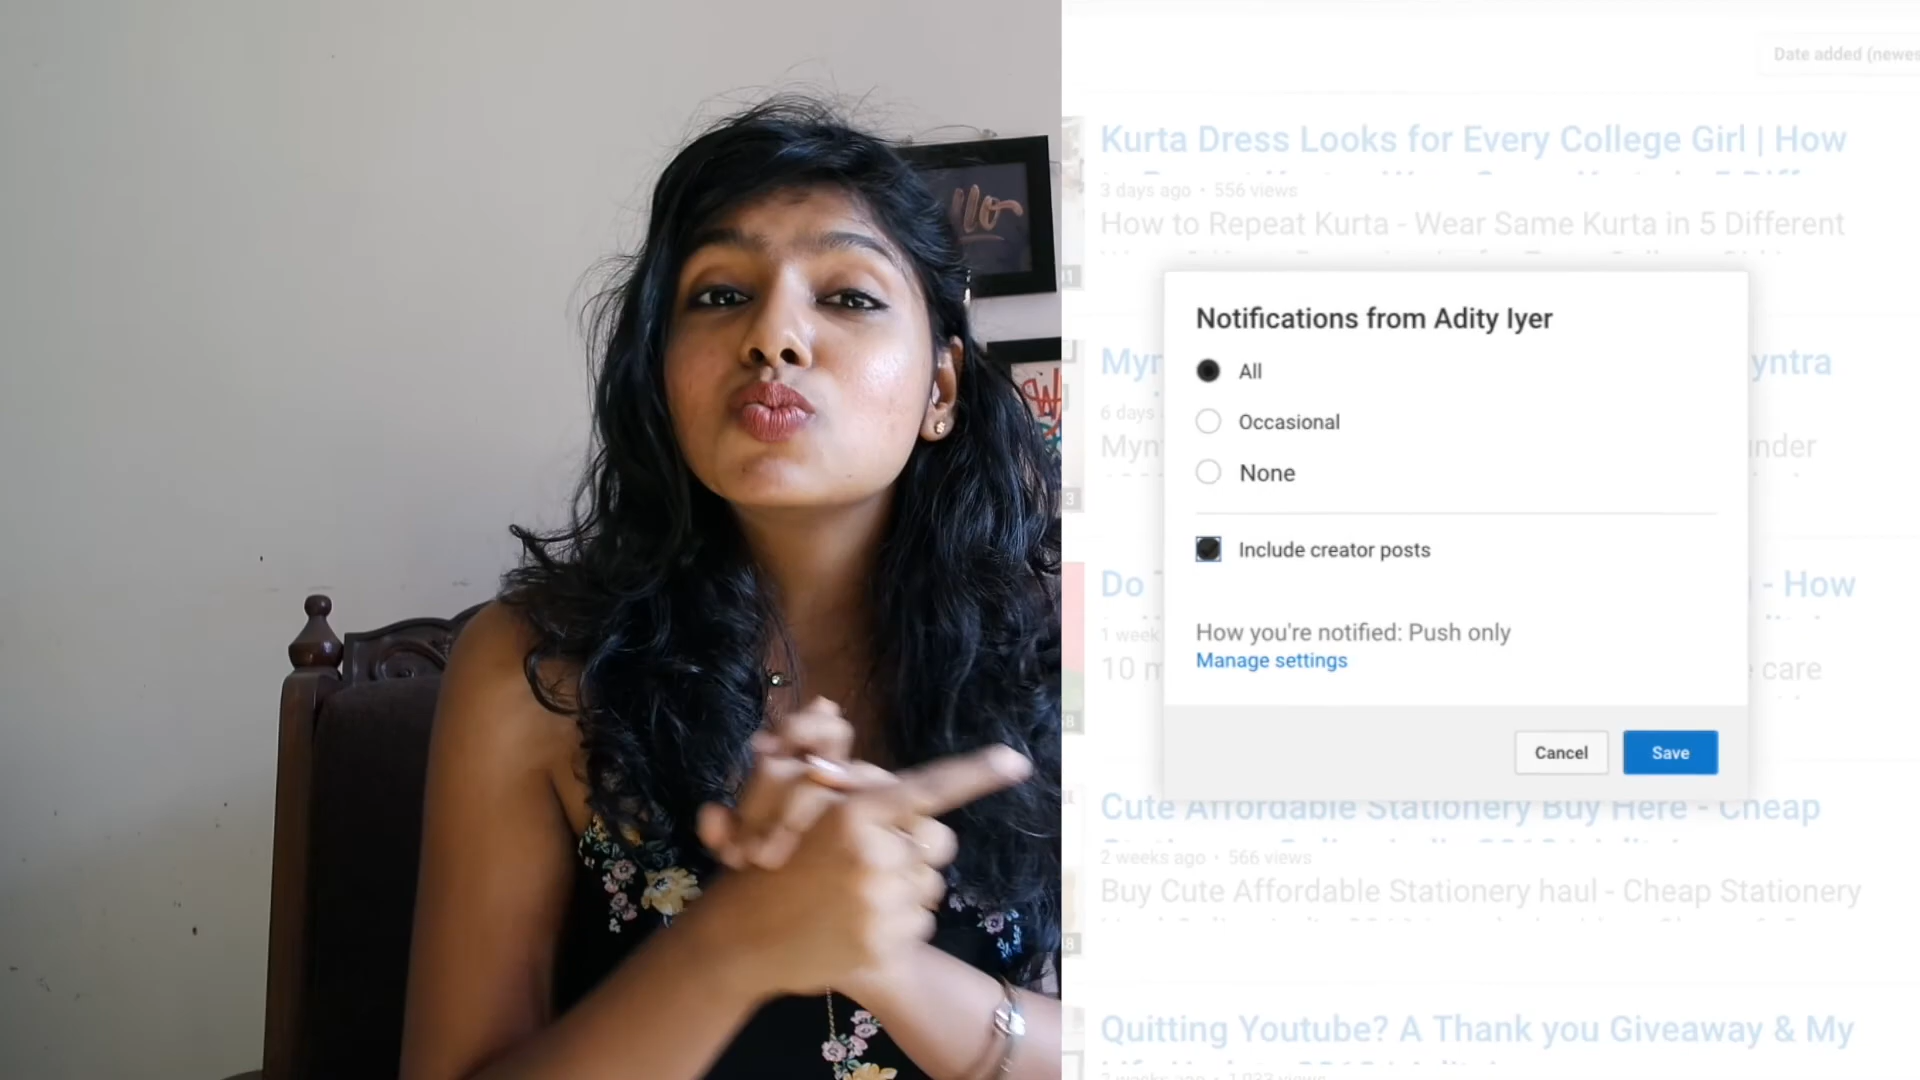 Date added (newes
Kurta Dress Looks for Every College Girl | How
3 days ago • 556 views
How to Repeat Kurta - Wear Same Kurta in 5 Different
Notifications from Adity Iyer
All
Occasional
None
Include creator posts
How you're notified: Push only
Manage settings
Cancel
Save
Myn
yntra
6 days
Myn
under
Do
- How
1 week
10 m
care
Cute Affordable Stationery Buy Here - Cheap
2 weeks ago • 566 views
Buy Cute Affordable Stationery haul - Cheap Stationery
Quitting Youtube? A Thank you Giveaway & My